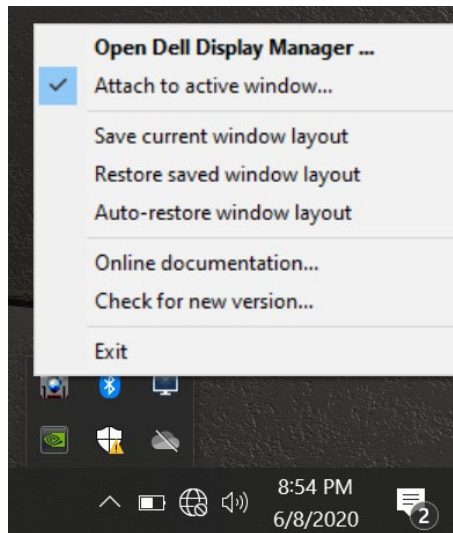 Open Dell Display Manager ...
Attach to active window...
Save current window layout
Restore saved window layout
Auto-restore window layout
Online documentation...
Check for new version...
Exit
8:54 PM
6/8/2020
2